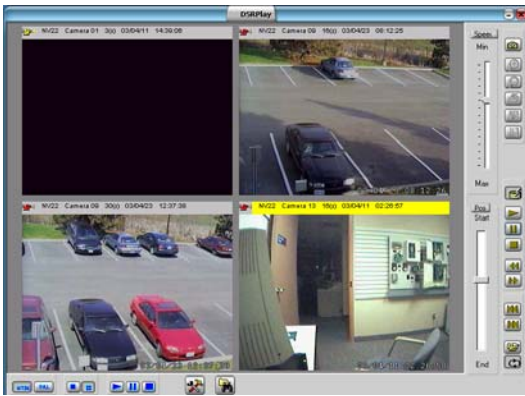 DSRPlay
NV22 Camera 01 3(s) 03/04/11 14:39:06
NV22 Camera 09 16(s) 03/04/23 08:12:25
Speed
Min
Max
NV22 Camera 09 30(s) 03/04/23 12:37:38
NV22 Camera 13 16(s) 03/04/11 02:26:57
Pos
Start
End
NTSC PAL